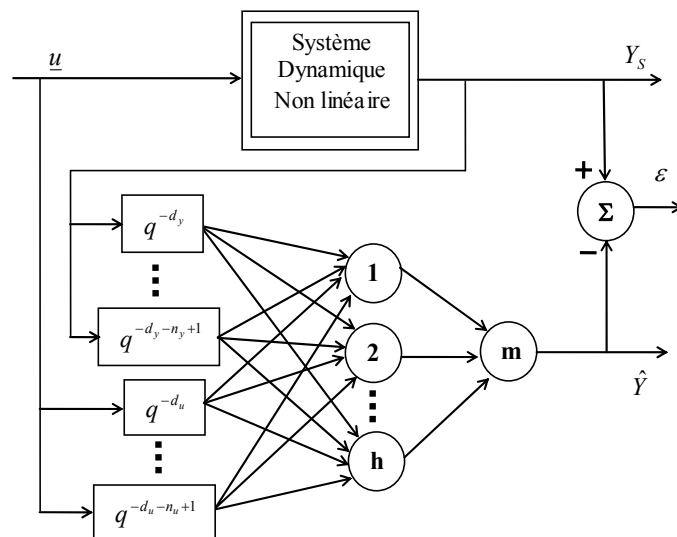 Système
Dynamique
Non linéaire
u
Y_S
+
Σ
ε
−
q^{-d_y}
q^{-d_y-n_y+1}
q^{-d_u}
q^{-d_u-n_u+1}
1
2
h
m
Ŷ